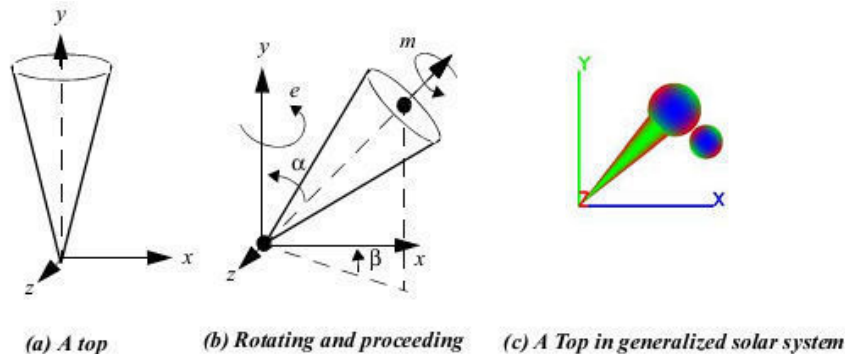 y
x
z
(a) A top
y
m
e
α
x
β
z
(b) Rotating and proceeding
Y
X
Z
(c) A Top in generalized solar system